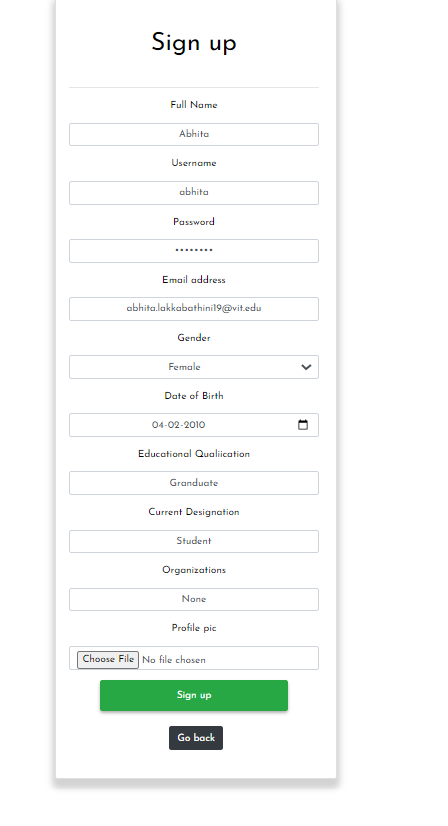 Sign up
Full Name
Abhita
Username
abhita
Password
••••••••
Email address
abhita.lakkabathini19@vit.edu
Gender
Female
Date of Birth
04-02-2010
Educational Qualiication
Granduate
Current Designation
Student
Organizations
None
Profile pic
Choose File No file chosen
Sign up
Go back